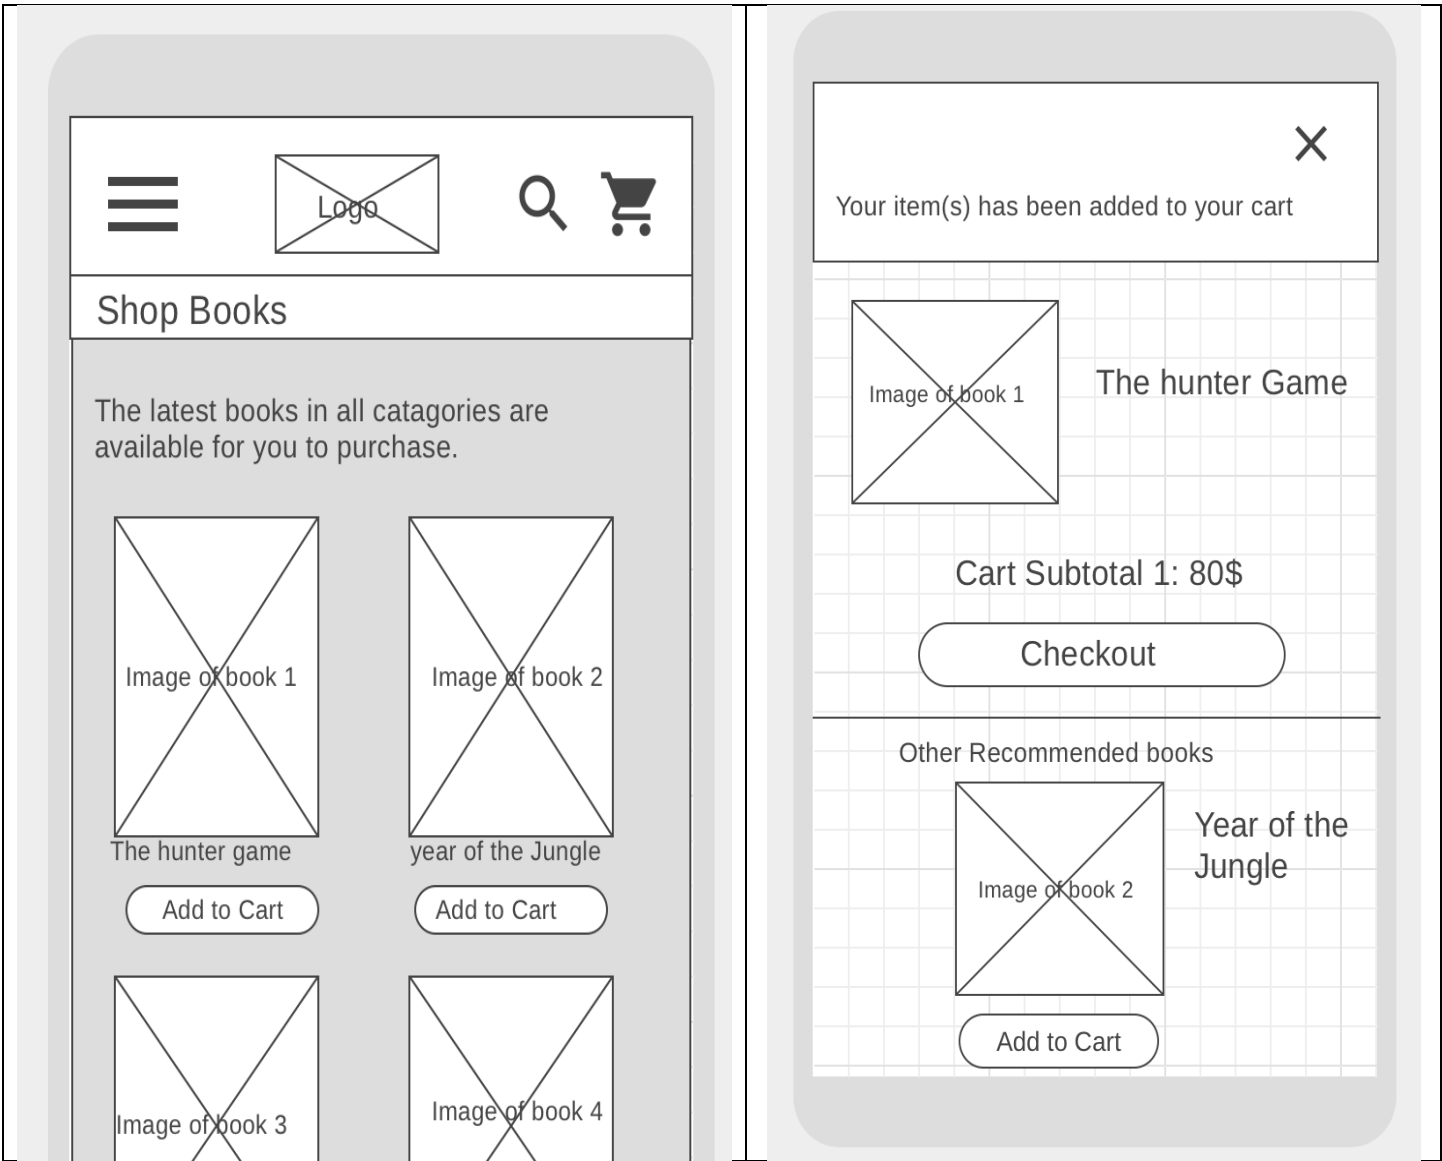 Logo
Shop Books
The latest books in all catagories are
available for you to purchase.
Image of book 1
Image of book 2
The hunter game
year of the Jungle
Add to Cart
Add to Cart
Image of book 3
Image of book 4
Your item(s) has been added to your cart
Image of book 1
The hunter Game
Cart Subtotal 1: 80$
Checkout
Other Recommended books
Image of book 2
Year of the
Jungle
Add to Cart